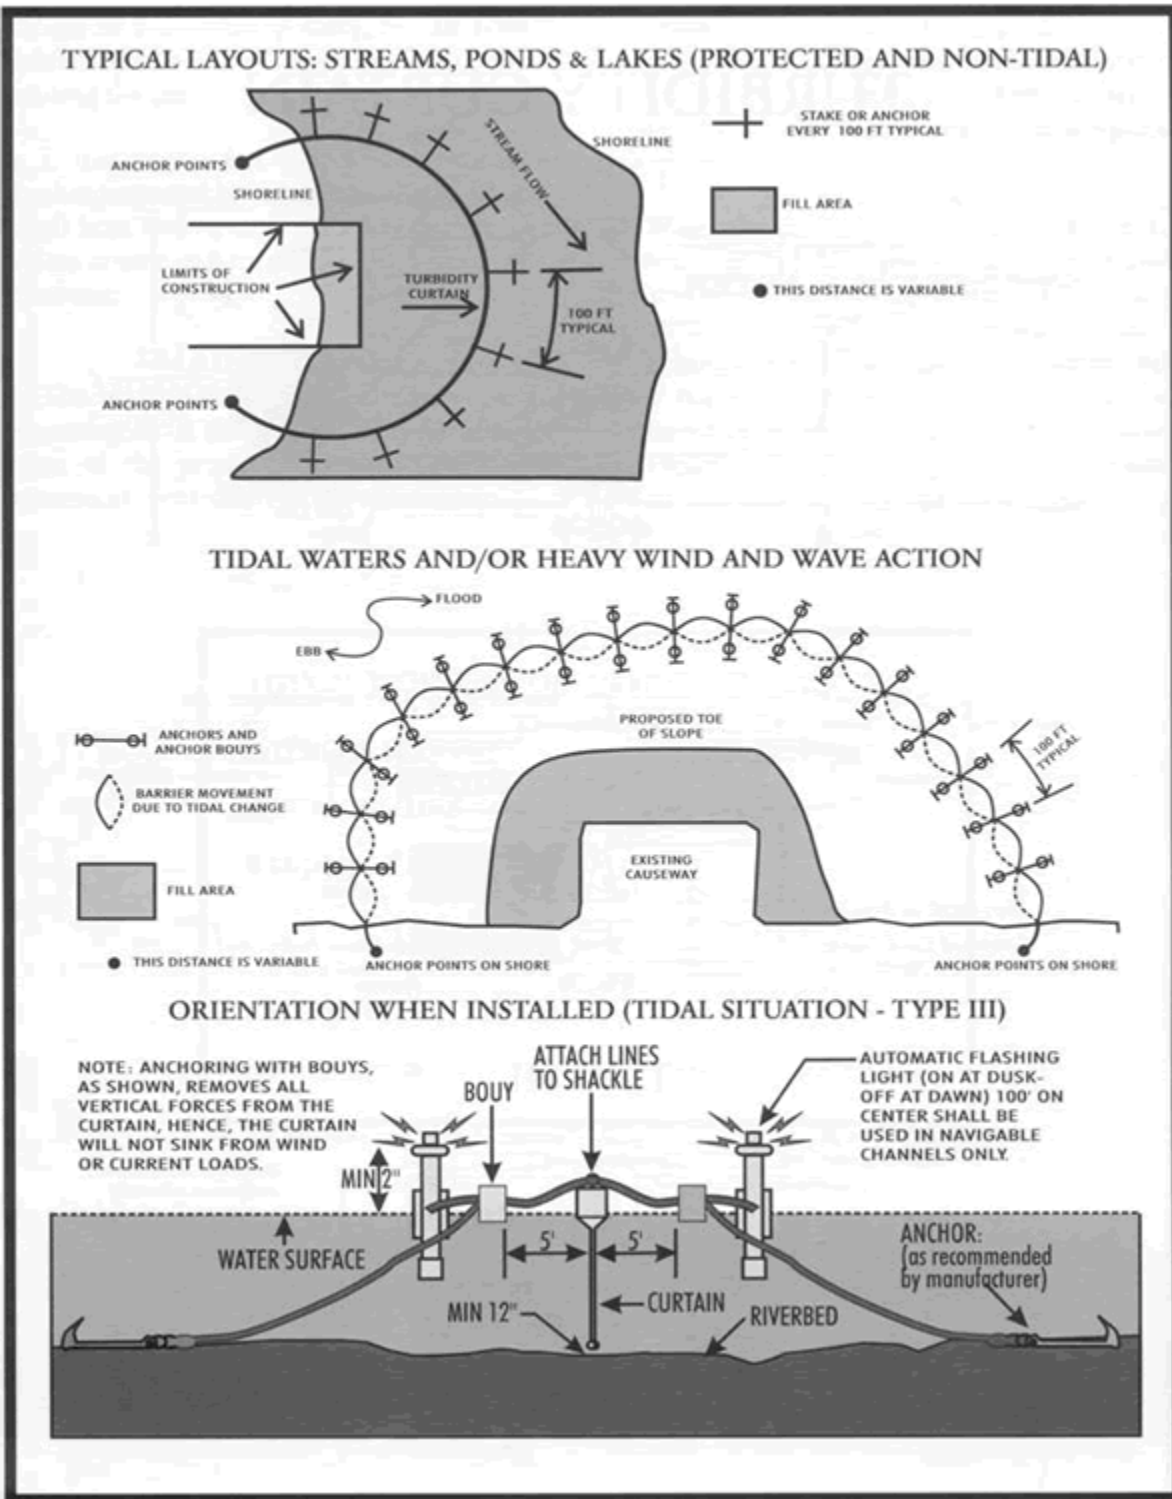 TYPICAL LAYOUTS: STREAMS, PONDS & LAKES (PROTECTED AND NON-TIDAL)
STAKE OR ANCHOR
EVERY 100 FT TYPICAL
STREAM FLOW
SHORELINE
ANCHOR POINTS
SHORELINE
FILL AREA
LIMITS OF
CONSTRUCTION
TURBIDITY
CURTAIN
100 FT
TYPICAL
THIS DISTANCE IS VARIABLE
ANCHOR POINTS
TIDAL WATERS AND/OR HEAVY WIND AND WAVE ACTION
FLOOD
EBB
ANCHORS AND
ANCHOR BOUYS
PROPOSED TOE
OF SLOPE
100 FT
TYPICAL
BARRIER MOVEMENT
DUE TO TIDAL CHANGE
EXISTING
CAUSEWAY
FILL AREA
THIS DISTANCE IS VARIABLE
ANCHOR POINTS ON SHORE
ANCHOR POINTS ON SHORE
ORIENTATION WHEN INSTALLED (TIDAL SITUATION - TYPE III)
NOTE: ANCHORING WITH BOUYS,
AS SHOWN, REMOVES ALL
VERTICAL FORCES FROM THE
CURTAIN, HENCE, THE CURTAIN
WILL NOT SINK FROM WIND
OR CURRENT LOADS.
BOUY
ATTACH LINES
TO SHACKLE
AUTOMATIC FLASHING
LIGHT (ON AT DUSK-
OFF AT DAWN) 100' ON
CENTER SHALL BE
USED IN NAVIGABLE
CHANNELS ONLY.
MIN 2"
WATER SURFACE
5'
5'
ANCHOR:
(as recommended
by manufacturer)
MIN 12"
CURTAIN
RIVERBED